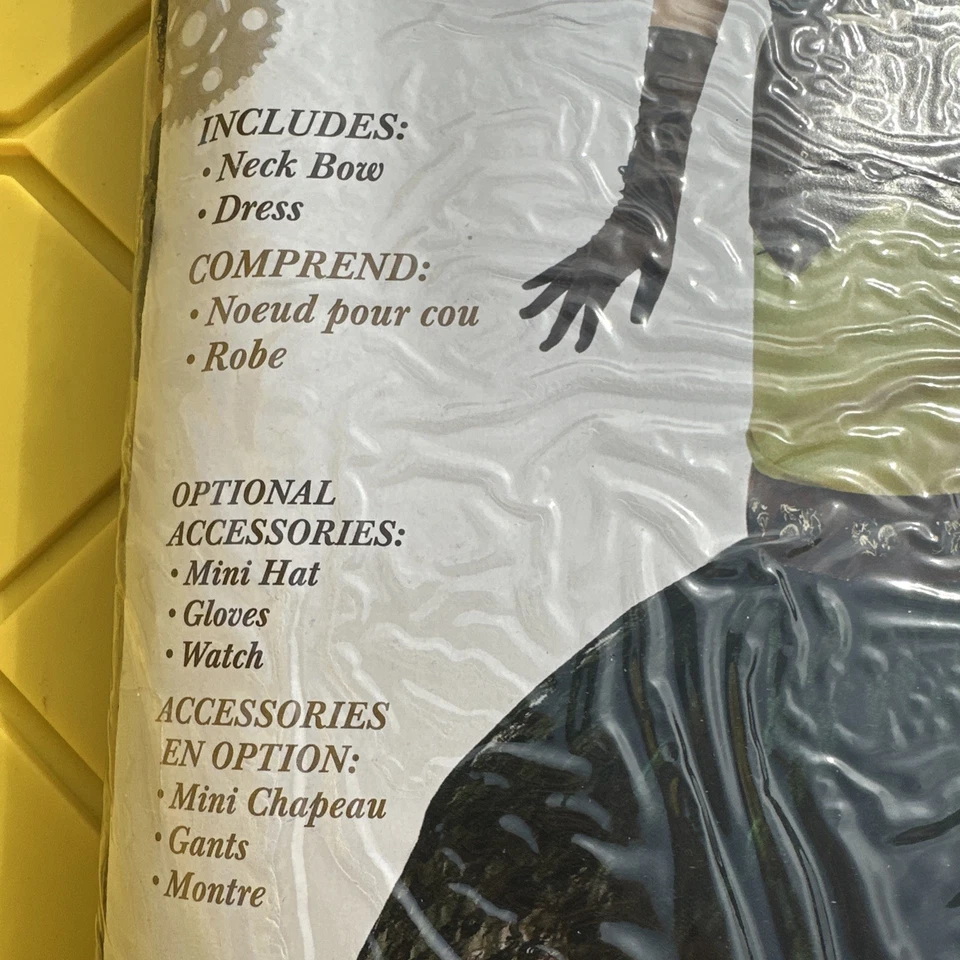 INCLUDES:
• Neck Bow
• Dress
COMPREND:
• Noeud pour cou
• Robe
OPTIONAL
ACCESSORIES:
• Mini Hat
• Gloves
• Watch
ACCESSORIES
EN OPTION:
• Mini Chapeau
• Gants
• Montre